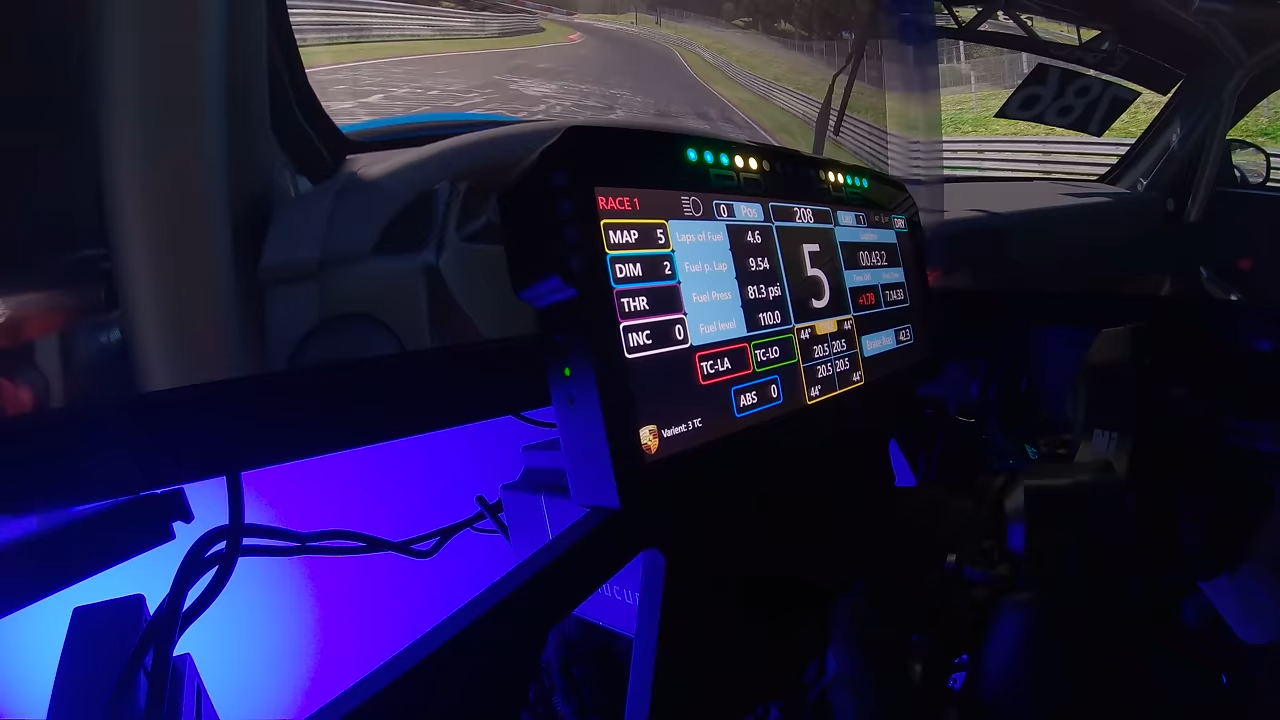 786
RACE 1
0 Pos
208
Lap 1
DRY
MAP 5
Laps of Fuel 4.6
DIM 2
Fuel p. Lap 9.54
THR
Fuel Press 81.3 psi
INC 0
Fuel level 110.0
5
00.43.2
+1.79
7.14.33
TC-LA
TC-LO
ABS 0
44° 44°
20.5 20.5
20.5 20.5
44° 44°
Brake Bias 42.3
Varient: 3 TC